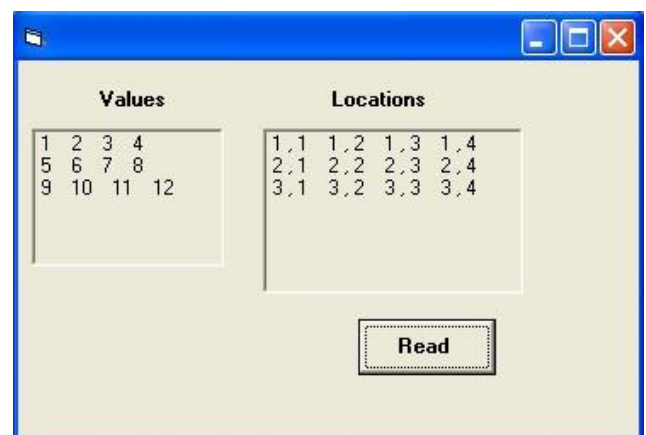 Values
1 2 3 4
5 6 7 8
9 10 11 12
Locations
1,1 1,2 1,3 1,4
2,1 2,2 2,3 2,4
3,1 3,2 3,3 3,4
Read